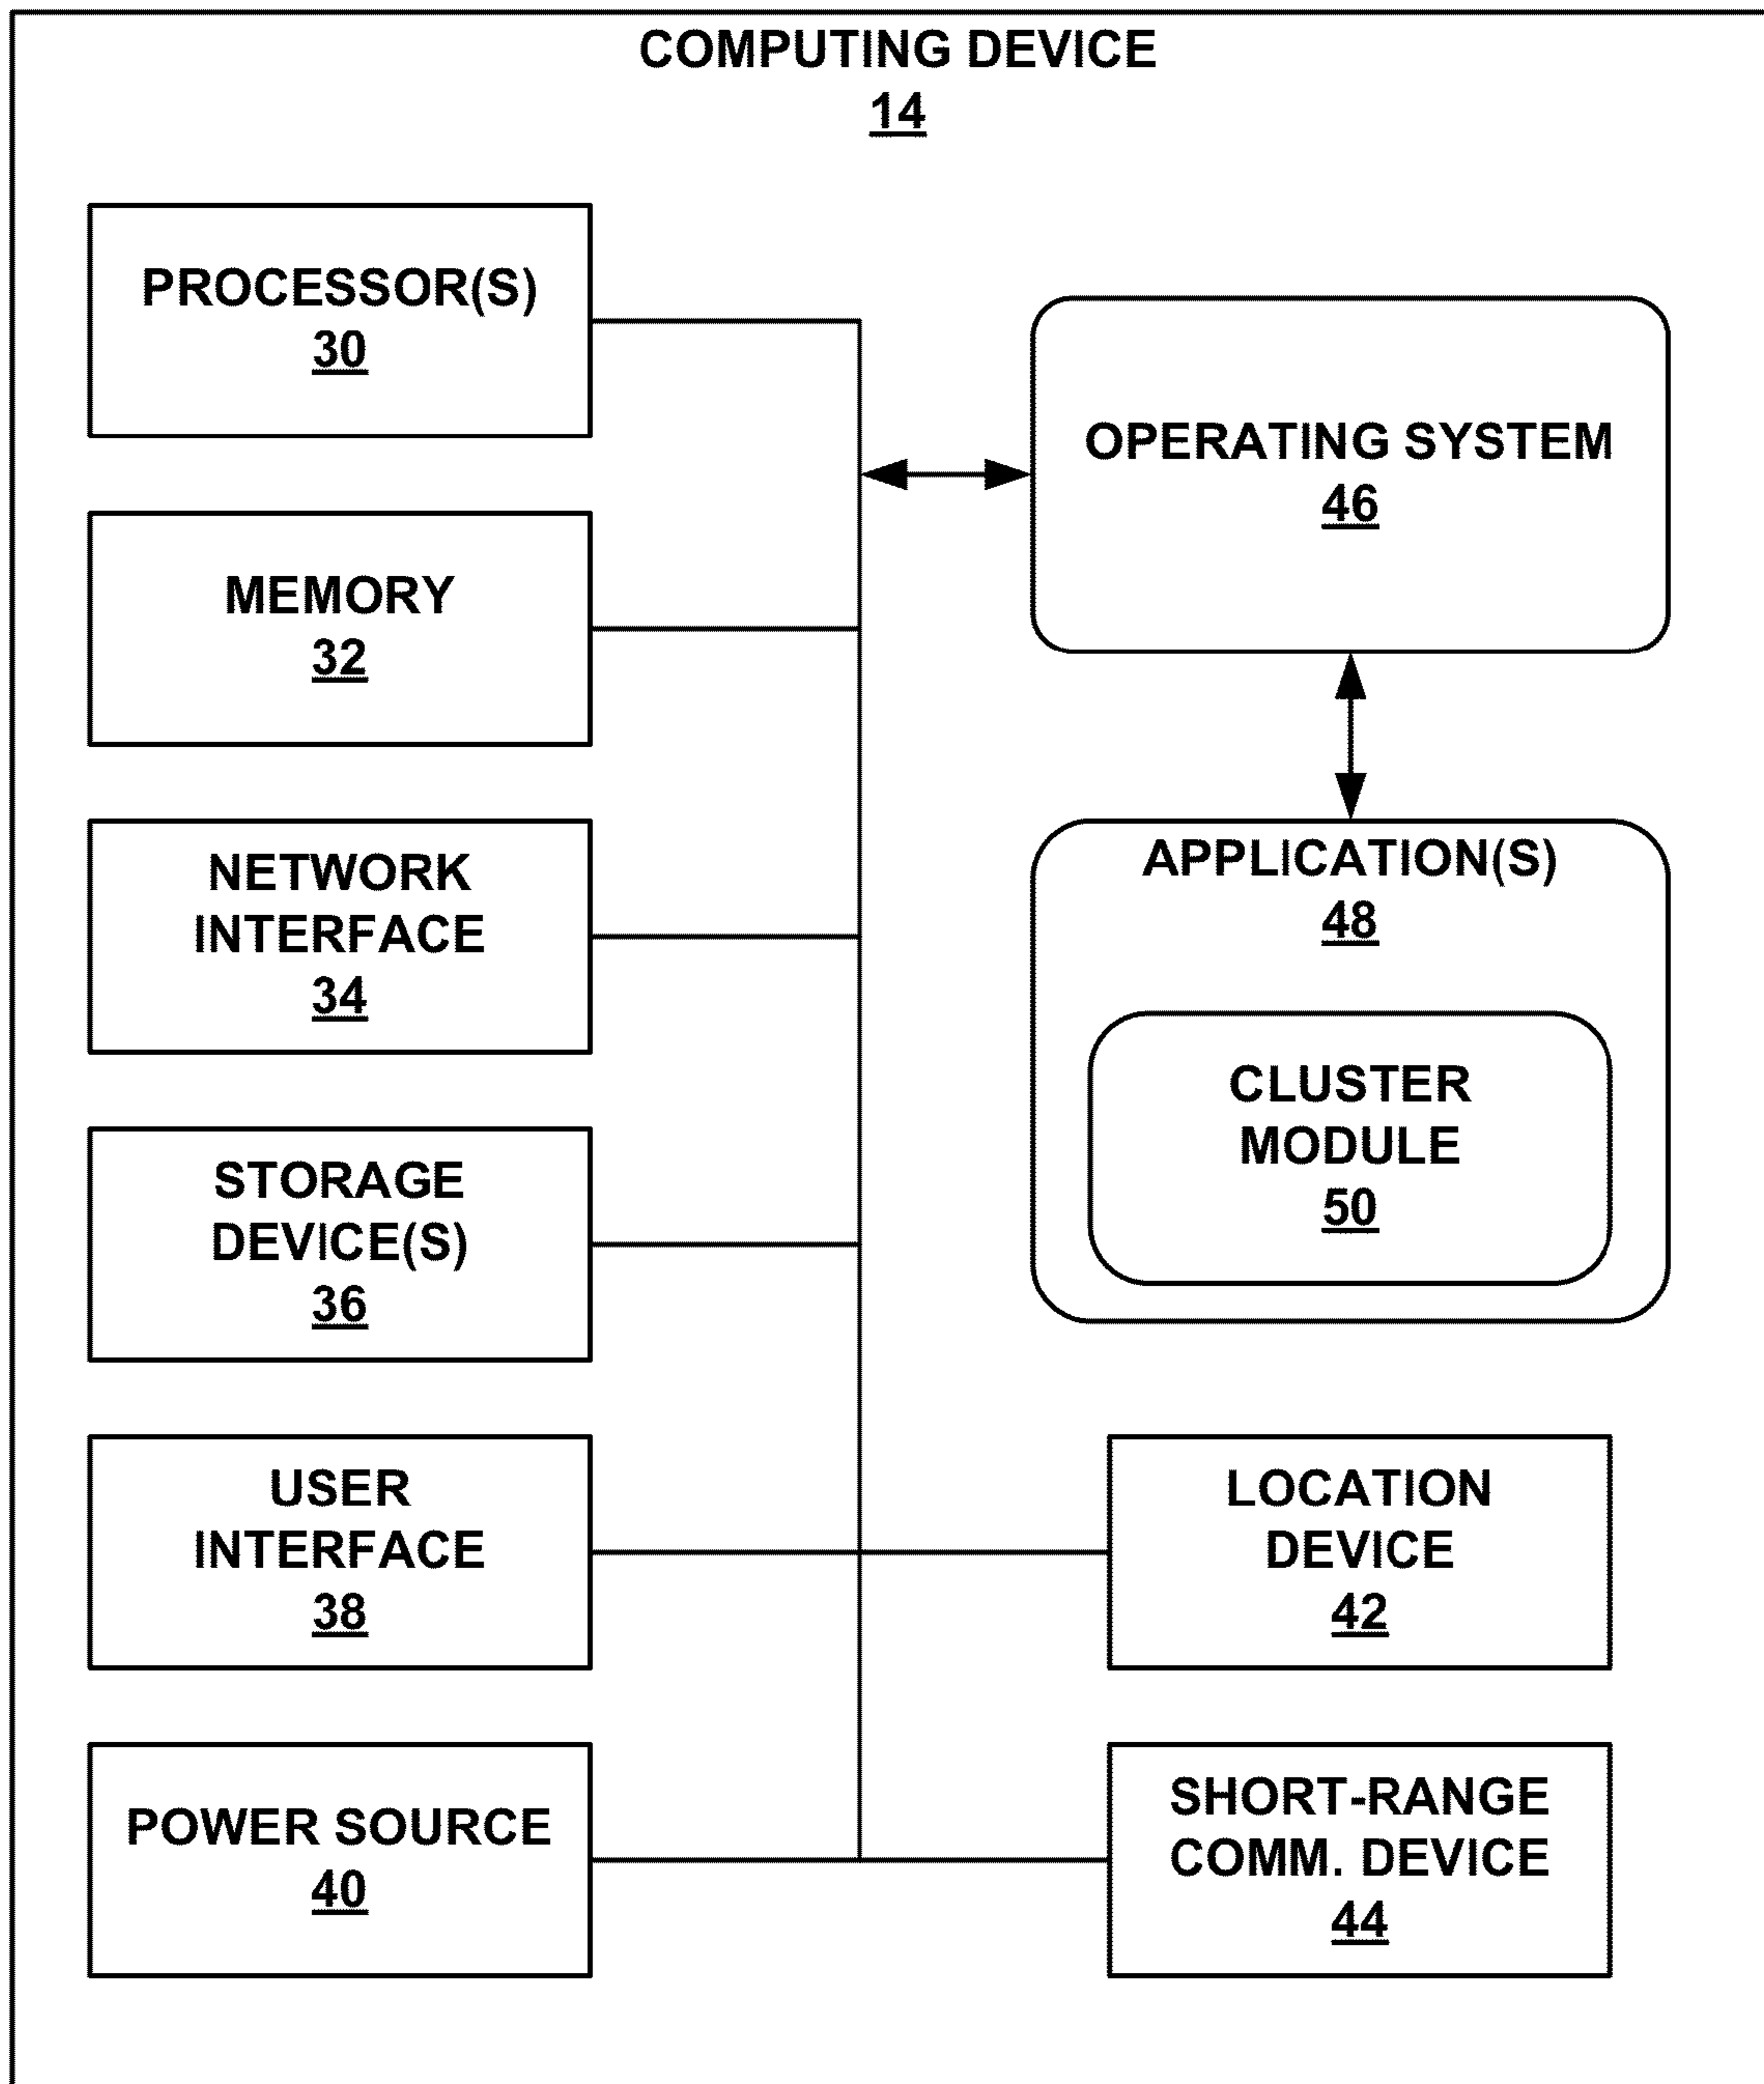 COMPUTING DEVICE
14
PROCESSOR(S)
30
MEMORY
32
NETWORK
INTERFACE
34
STORAGE
DEVICE(S)
36
USER
INTERFACE
38
POWER SOURCE
40
OPERATING SYSTEM
46
APPLICATION(S)
48
CLUSTER
MODULE
50
LOCATION
DEVICE
42
SHORT-RANGE
COMM. DEVICE
44